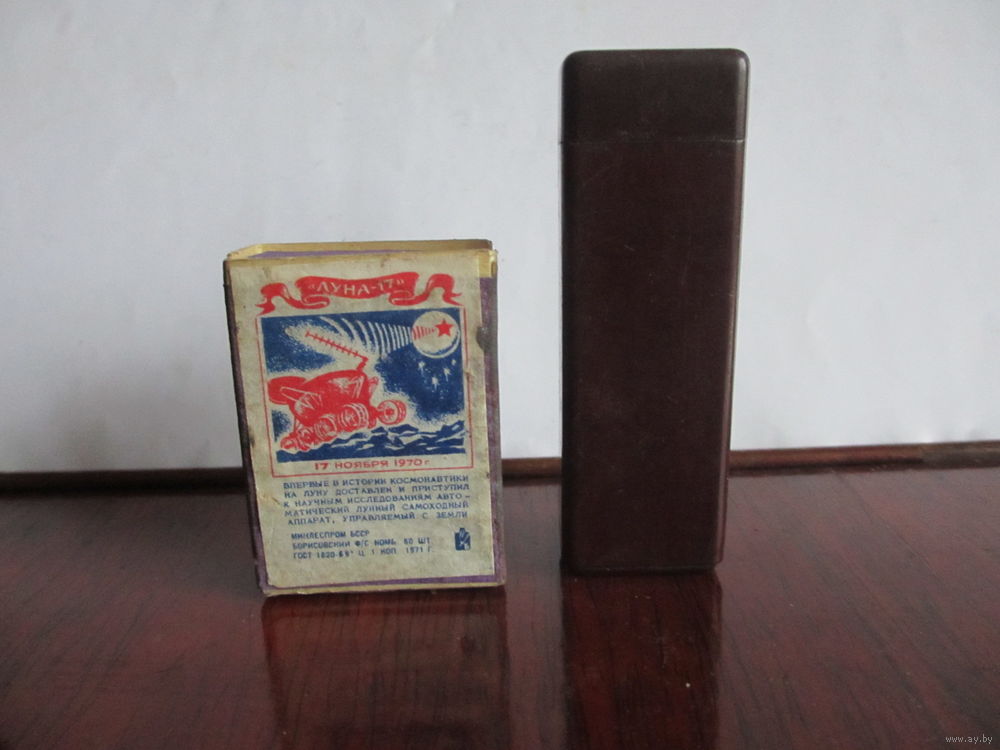 «ЛУНА-17»
17 НОЯБРЯ 1970 г.
ВПЕРВЫЕ В ИСТОРИИ КОСМОНАВТИКИ
НА ЛУНУ ДОСТАВЛЕН И ПРИСТУПИЛ
К НАУЧНЫМ ИССЛЕДОВАНИЯМ АВТО-
МАТИЧЕСКИЙ ЛУННЫЙ САМОХОДНЫЙ
АППАРАТ, УПРАВЛЯЕМЫЙ С ЗЕМЛИ
МИНЛЕСПРОМ БССР
БОРИСОВСКИЙ Ф/С КОМБ. 60 ШТ.
ГОСТ 1820-69 Ц. 1 КОП. 1971 Г.
www.ay.by